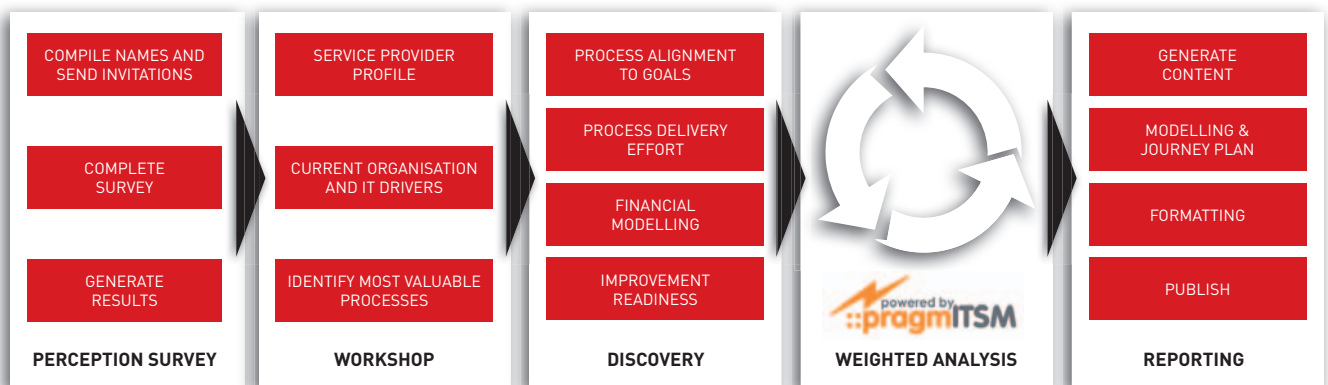 COMPILE NAMES AND
SEND INVITATIONS
COMPLETE
SURVEY
GENERATE
RESULTS
PERCEPTION SURVEY
SERVICE PROVIDER
PROFILE
CURRENT ORGANISATION
AND IT DRIVERS
IDENTIFY MOST VALUABLE
PROCESSES
WORKSHOP
PROCESS ALIGNMENT
TO GOALS
PROCESS DELIVERY
EFFORT
FINANCIAL
MODELLING
IMPROVEMENT
READINESS
DISCOVERY
powered by
::pragmITSM
WEIGHTED ANALYSIS
GENERATE
CONTENT
MODELLING &
JOURNEY PLAN
FORMATTING
PUBLISH
REPORTING